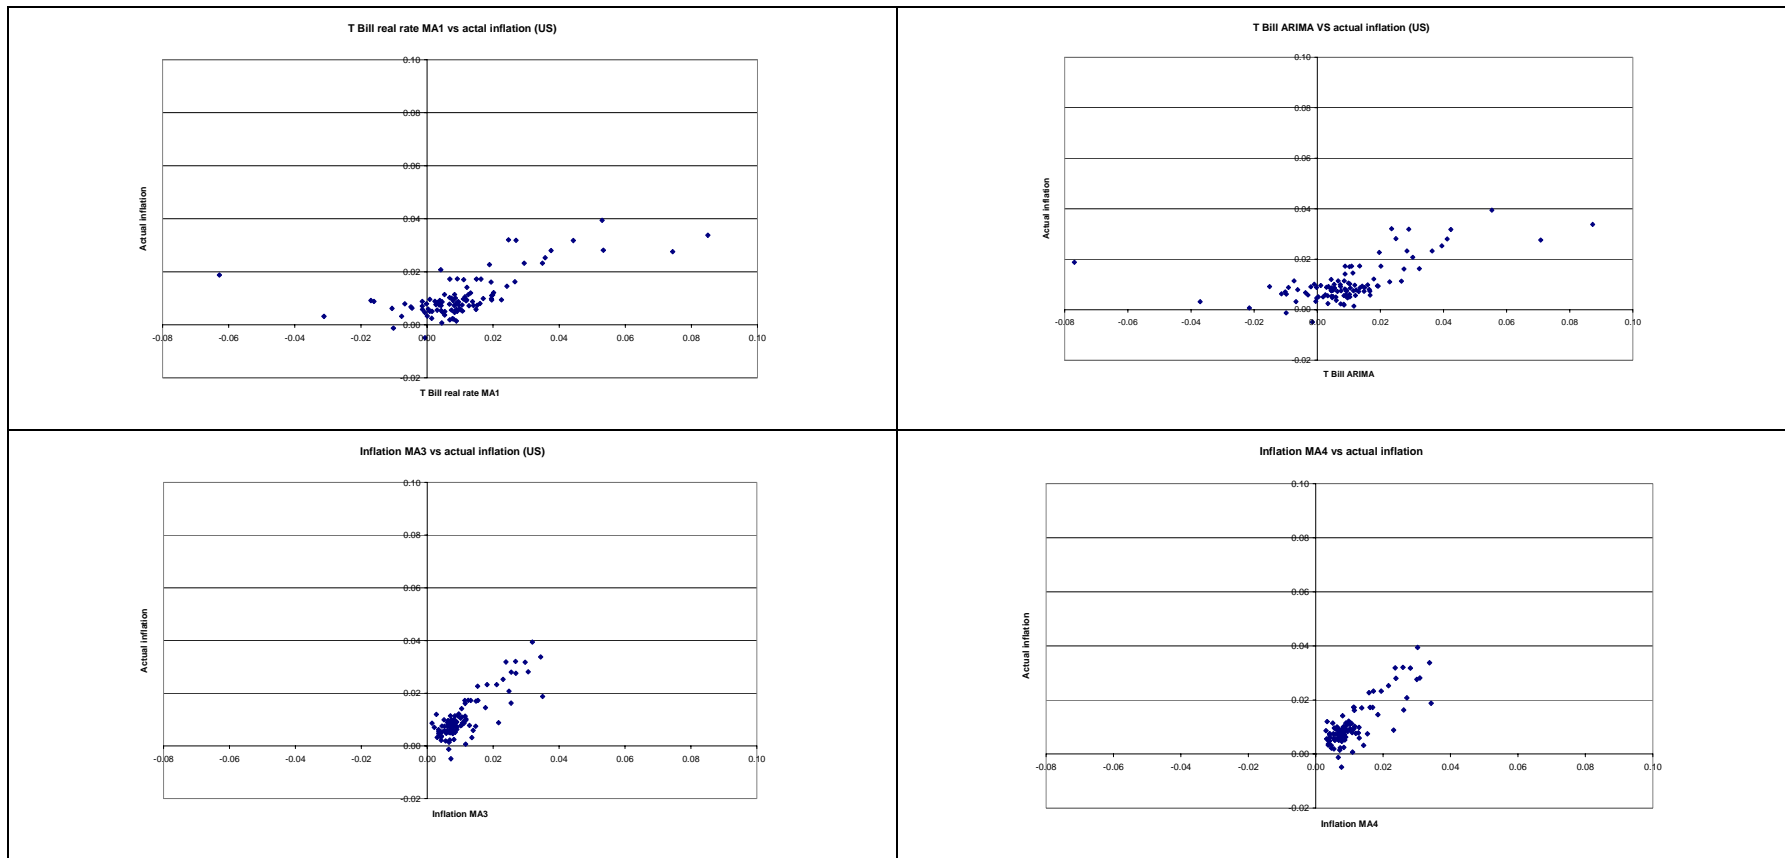 T Bill real rate MA1 vs actal inflation (US)
0.10
0.08
0.06
0.04
0.02
0.00
-0.02
-0.08 -0.06 -0.04 -0.02 0.00 0.02 0.04 0.06 0.08 0.10
Actual inflation
T Bill real rate MA1
T Bill ARIMA VS actual inflation (US)
0.10
0.08
0.06
0.04
0.02
0.00
-0.02
-0.08 -0.06 -0.04 -0.02 0.00 0.02 0.04 0.06 0.08 0.10
Actual inflation
T Bill ARIMA
Inflation MA3 vs actual inflation (US)
0.10
0.08
0.06
0.04
0.02
0.00
-0.02
-0.08 -0.06 -0.04 -0.02 0.00 0.02 0.04 0.06 0.08 0.10
Actual inflation
Inflation MA3
Inflation MA4 vs actual inflation
0.10
0.08
0.06
0.04
0.02
0.00
-0.02
-0.08 -0.06 -0.04 -0.02 0.00 0.02 0.04 0.06 0.08 0.10
Actual inflation
Inflation MA4